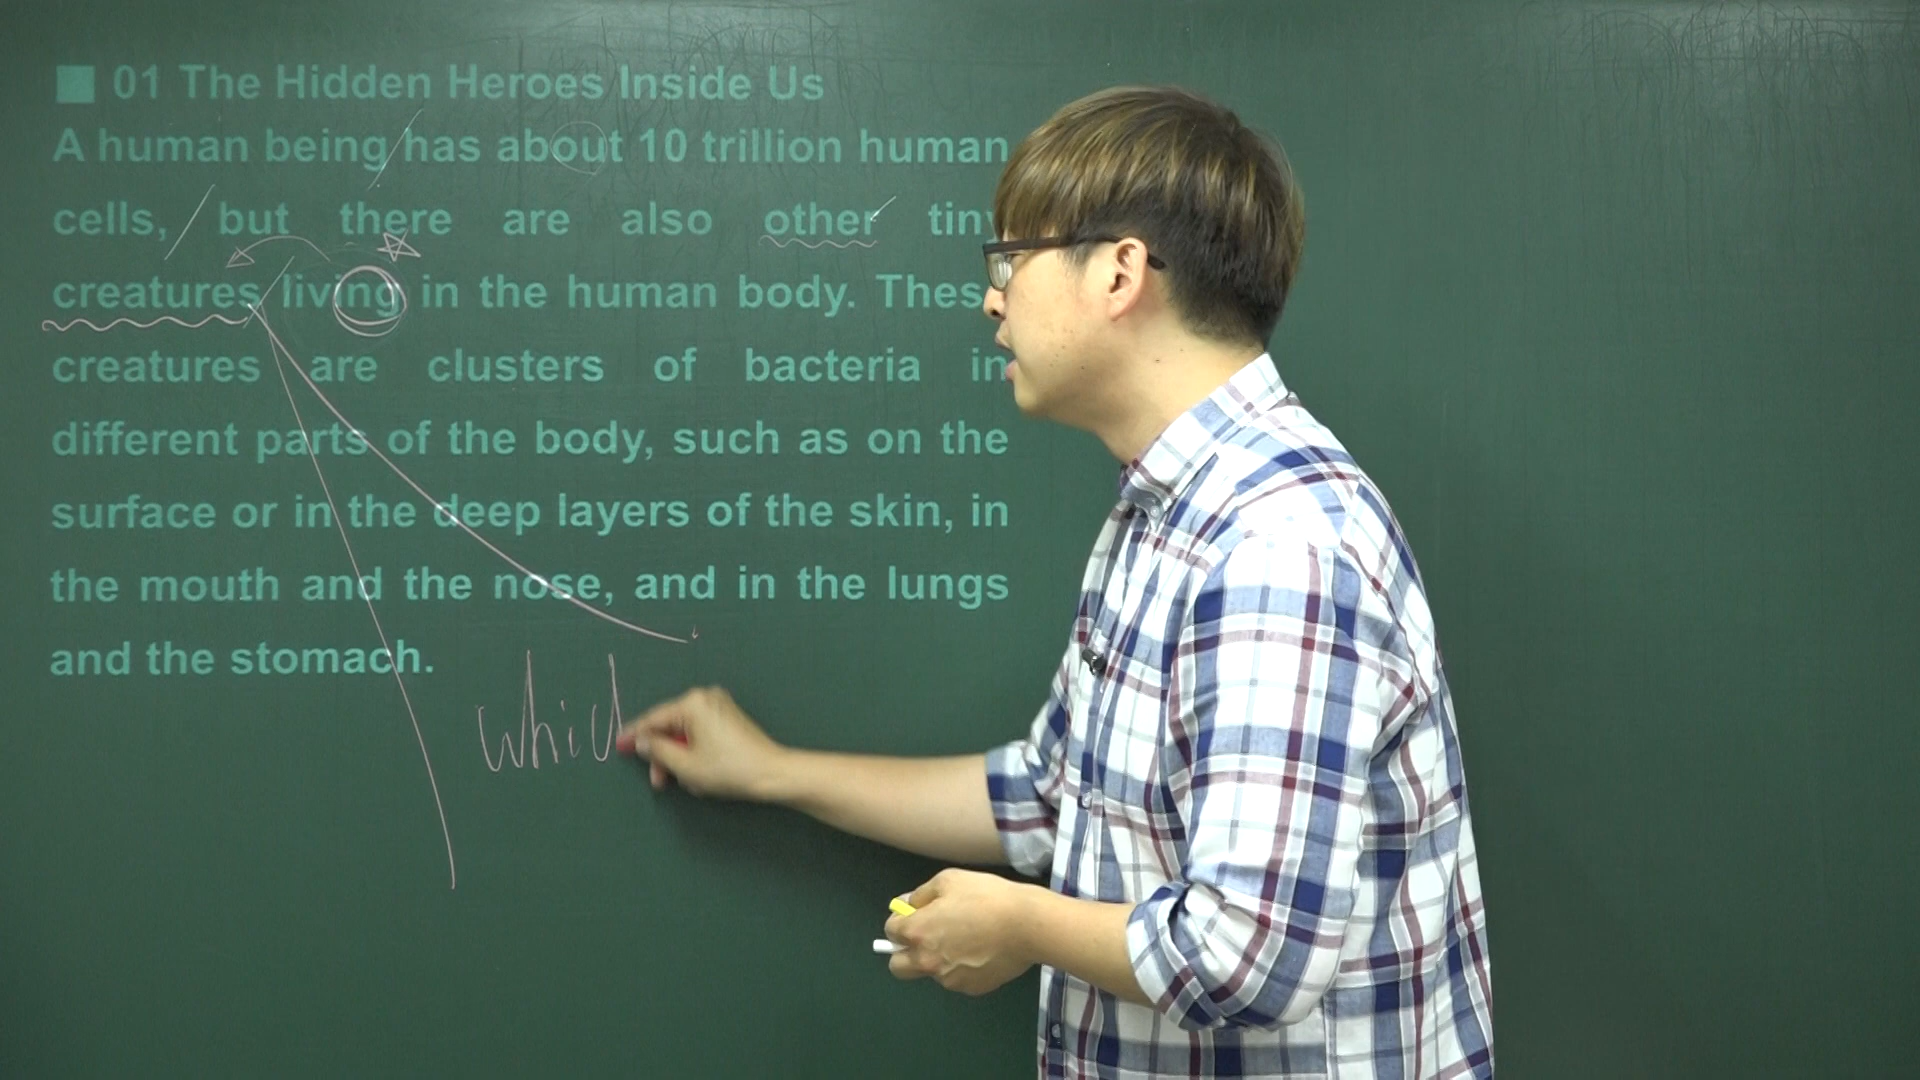 ■ 01 The Hidden Heroes Inside Us
A human being has about 10 trillion human
cells, but there are also other tiny
creatures living in the human body. These
creatures are clusters of bacteria in
different parts of the body, such as on the
surface or in the deep layers of the skin, in
the mouth and the nose, and in the lungs
and the stomach.
whic